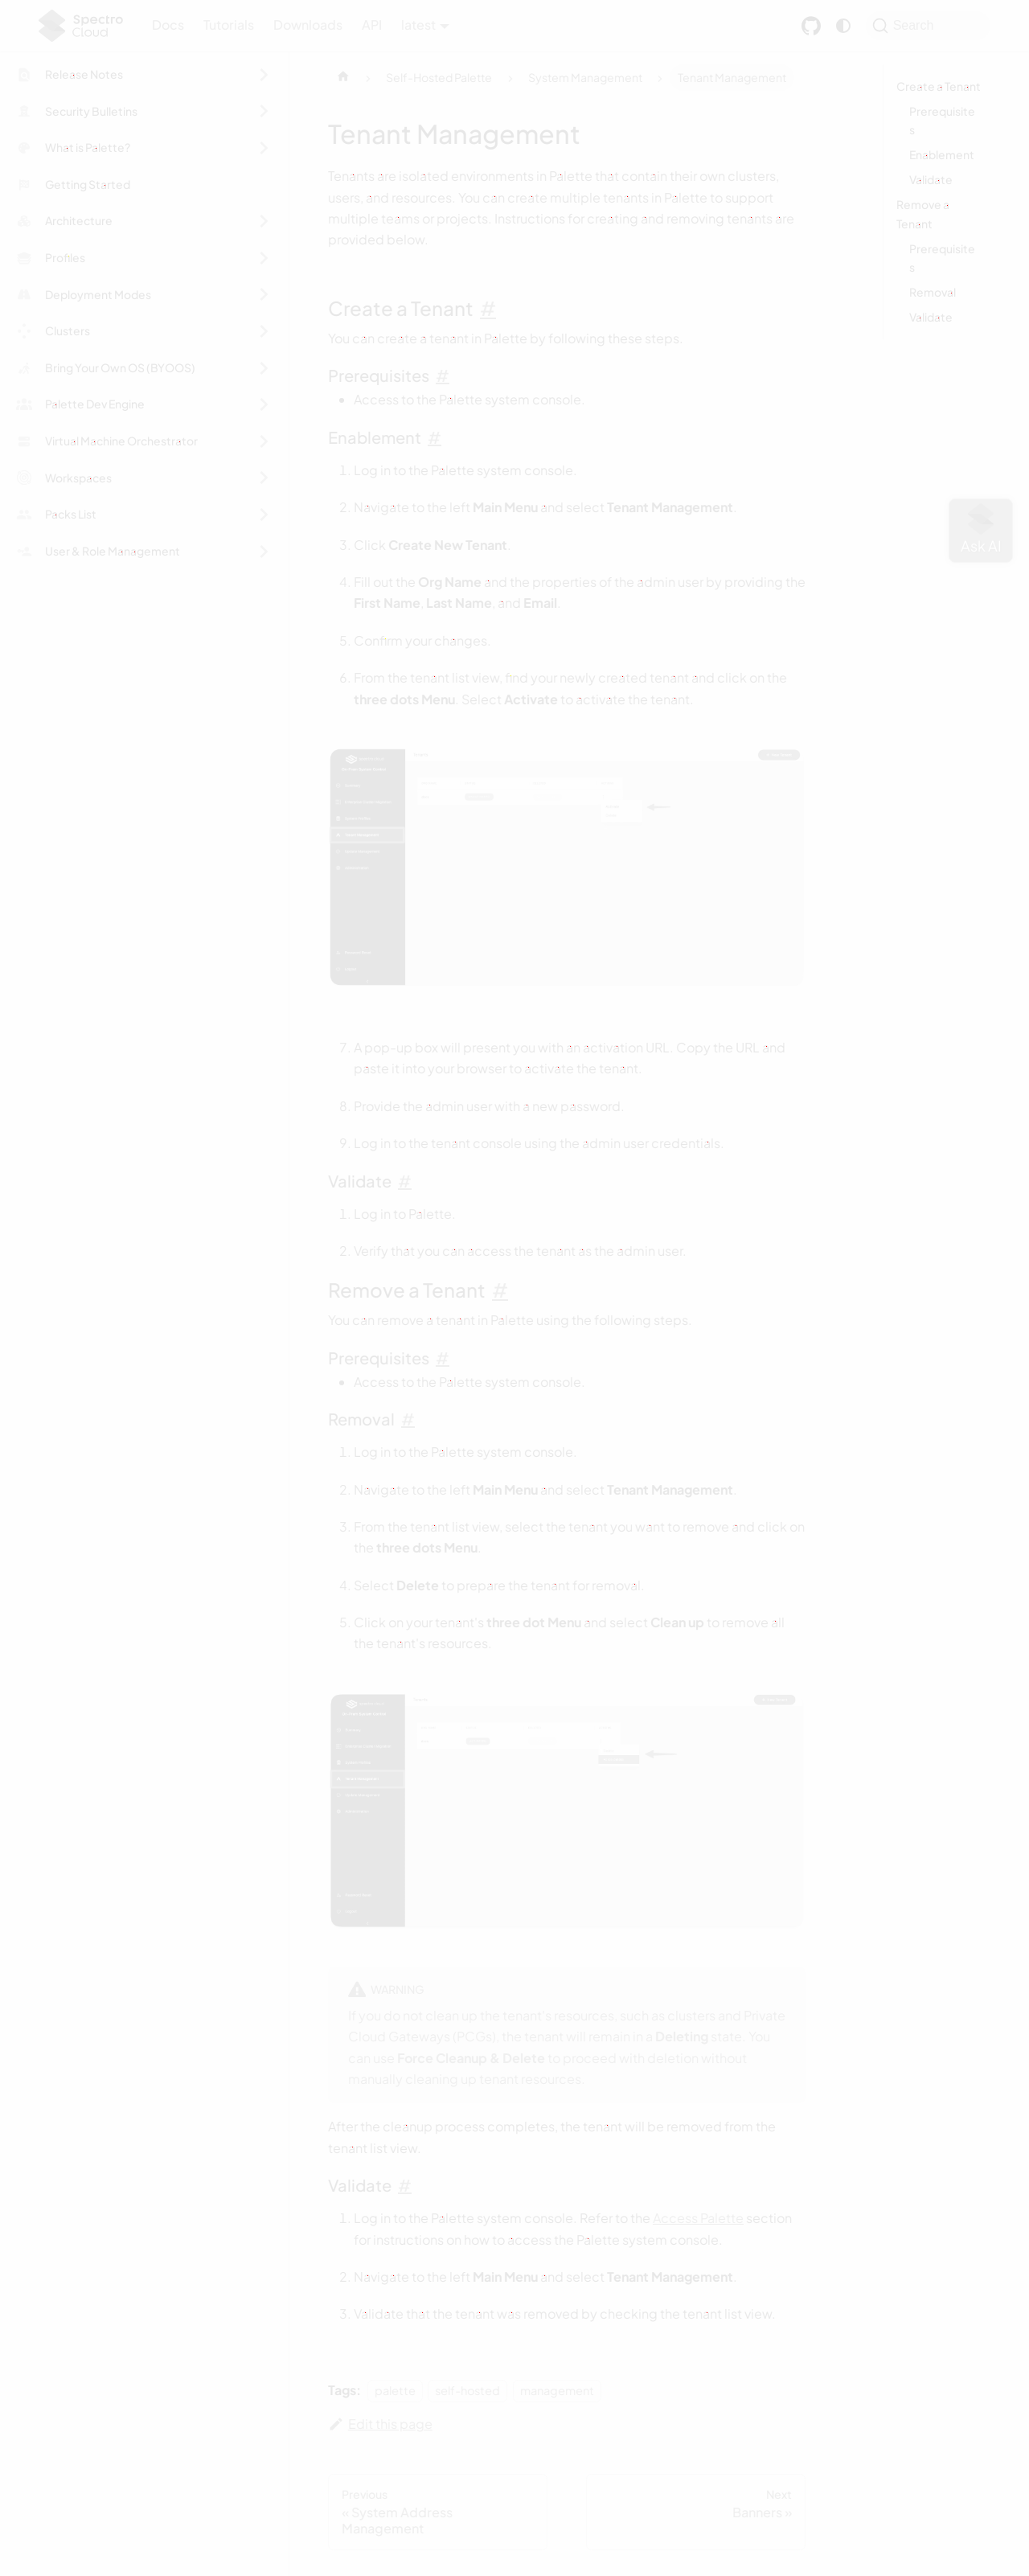 Spectro
Cloud
Docs Tutorials Downloads API latest
Search
Release Notes
Security Bulletins
What is Palette?
Getting Started
Architecture
Profiles
Deployment Modes
Clusters
Bring Your Own OS (BYOOS)
Palette Dev Engine
Virtual Machine Orchestrator
Workspaces
Packs List
User & Role Management
Self-Hosted Palette > System Management > Tenant Management
Tenant Management
Tenants are isolated environments in Palette that contain their own clusters,
users, and resources. You can create multiple tenants in Palette to support
multiple teams or projects. Instructions for creating and removing tenants are
provided below.
Create a Tenant #
You can create a tenant in Palette by following these steps.
Prerequisites #
Access to the Palette system console.
Enablement #
1. Log in to the Palette system console.
2. Navigate to the left Main Menu and select Tenant Management.
3. Click Create New Tenant.
4. Fill out the Org Name and the properties of the admin user by providing the
First Name, Last Name, and Email.
5. Confirm your changes.
6. From the tenant list view, find your newly created tenant and click on the
three dots Menu. Select Activate to activate the tenant.
7. A pop-up box will present you with an activation URL. Copy the URL and
paste it into your browser to activate the tenant.
8. Provide the admin user with a new password.
9. Log in to the tenant console using the admin user credentials.
Validate #
1. Log in to Palette.
2. Verify that you can access the tenant as the admin user.
Remove a Tenant #
You can remove a tenant in Palette using the following steps.
Prerequisites #
Access to the Palette system console.
Removal #
1. Log in to the Palette system console.
2. Navigate to the left Main Menu and select Tenant Management.
3. From the tenant list view, select the tenant you want to remove and click on
the three dots Menu.
4. Select Delete to prepare the tenant for removal.
5. Click on your tenant's three dot Menu and select Clean up to remove all
the tenant's resources.
WARNING
If you do not clean up the tenant's resources, such as clusters and Private
Cloud Gateways (PCGs), the tenant will remain in a Deleting state. You
can use Force Cleanup & Delete to proceed with deletion without
manually cleaning up tenant resources.
After the cleanup process completes, the tenant will be removed from the
tenant list view.
Validate #
1. Log in to the Palette system console. Refer to the Access Palette section
for instructions on how to access the Palette system console.
2. Navigate to the left Main Menu and select Tenant Management.
3. Validate that the tenant was removed by checking the tenant list view.
Tags: palette self-hosted management
Edit this page
Previous
« System Address
Management
Next
Banners »
Create a Tenant
Prerequisite
s
Enablement
Validate
Remove a
Tenant
Prerequisite
s
Removal
Validate
Ask AI